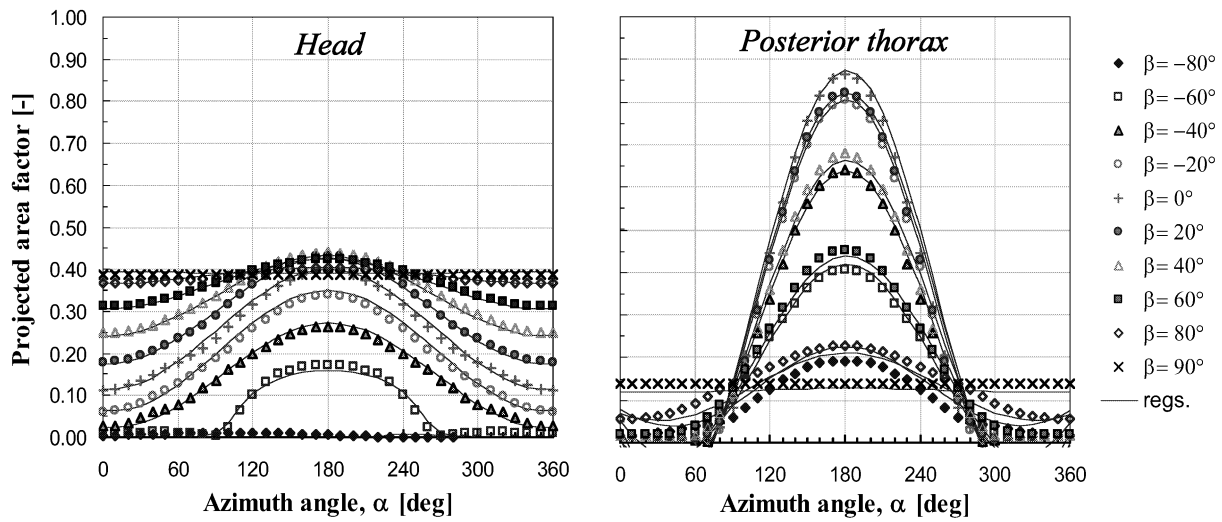 Head
Projected area factor [-]
1.00
0.90
0.80
0.70
0.60
0.50
0.40
0.30
0.20
0.10
0.00
0 60 120 180 240 300 360
Azimuth angle, α [deg]
Posterior thorax
0 60 120 180 240 300 360
Azimuth angle, α [deg]
β= −80°
β= −60°
β= −40°
β= −20°
β= 0°
β= 20°
β= 40°
β= 60°
β= 80°
β= 90°
regs.